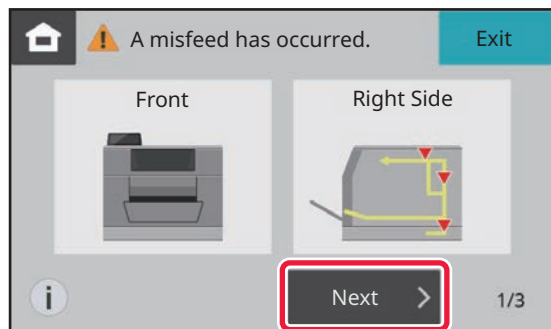 A misfeed has occurred.
Exit
Front
Right Side
i
Next
1/3